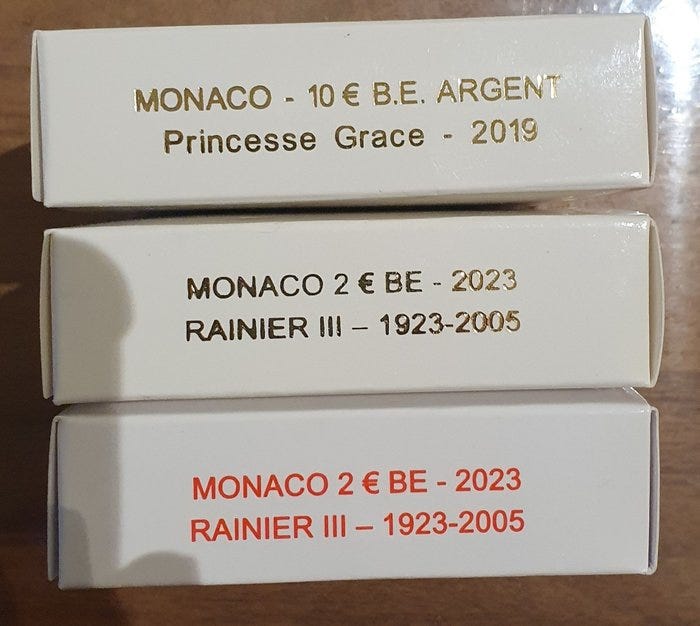 MONACO - 10 € B.E. ARGENT
Princesse Grace - 2019
MONACO 2 € BE - 2023
RAINIER III – 1923-2005
MONACO 2 € BE - 2023
RAINIER III – 1923-2005